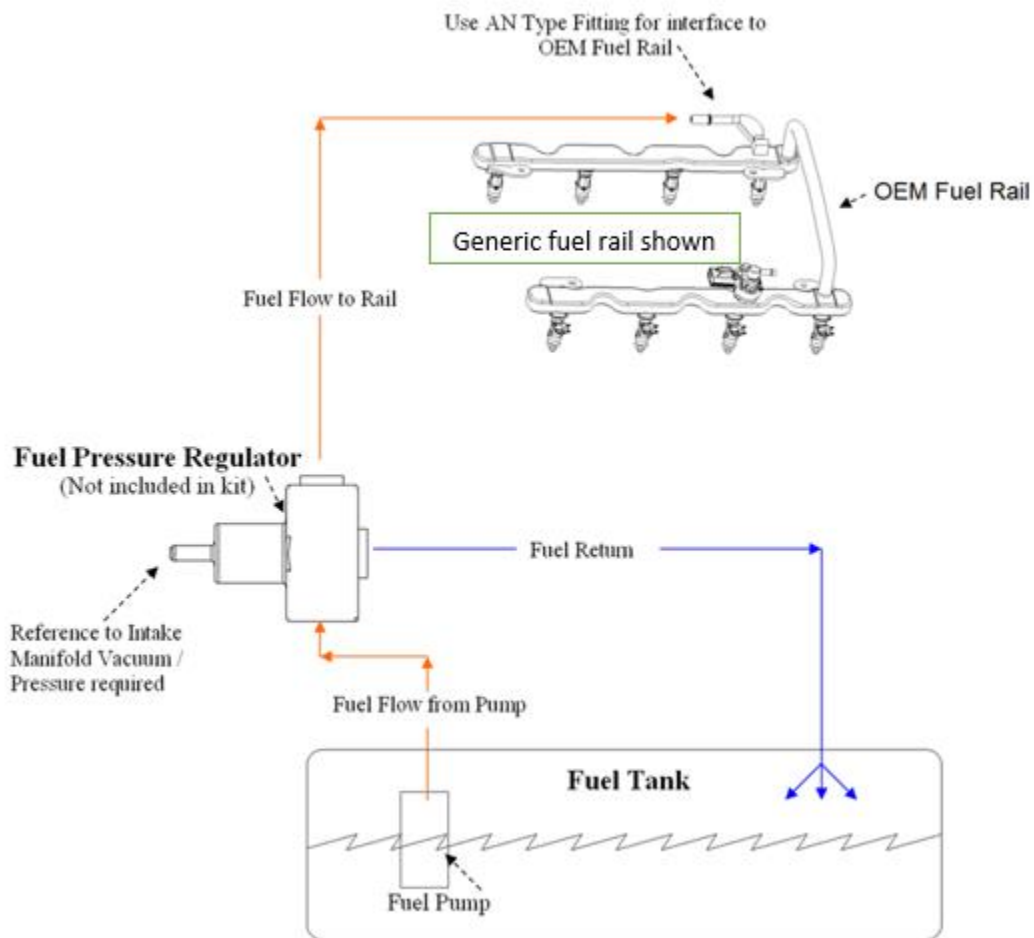 Use AN Type Fitting for interface to
OEM Fuel Rail
OEM Fuel Rail
Generic fuel rail shown
Fuel Flow to Rail
Fuel Pressure Regulator
(Not included in kit)
Fuel Return
Reference to Intake
Manifold Vacuum /
Pressure required
Fuel Flow from Pump
Fuel Tank
Fuel Pump